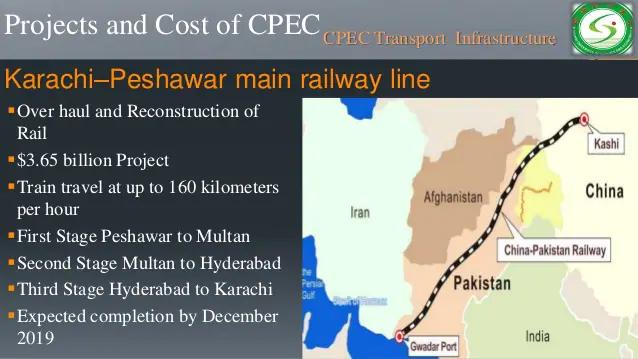 Projects and Cost of CPEC
CPEC Transport Infrastructure
Karachi–Peshawar main railway line
▪Over haul and Reconstruction of
Rail
▪$3.65 billion Project
▪Train travel at up to 160 kilometers
per hour
▪First Stage Peshawar to Multan
▪Second Stage Multan to Hyderabad
▪Third Stage Hyderabad to Karachi
▪Expected completion by December
2019
Kashi
China
Afghanistan
Iran
China-Pakistan Railway
the
Persian
Gulf
Pakistan
India
Gwadar Port